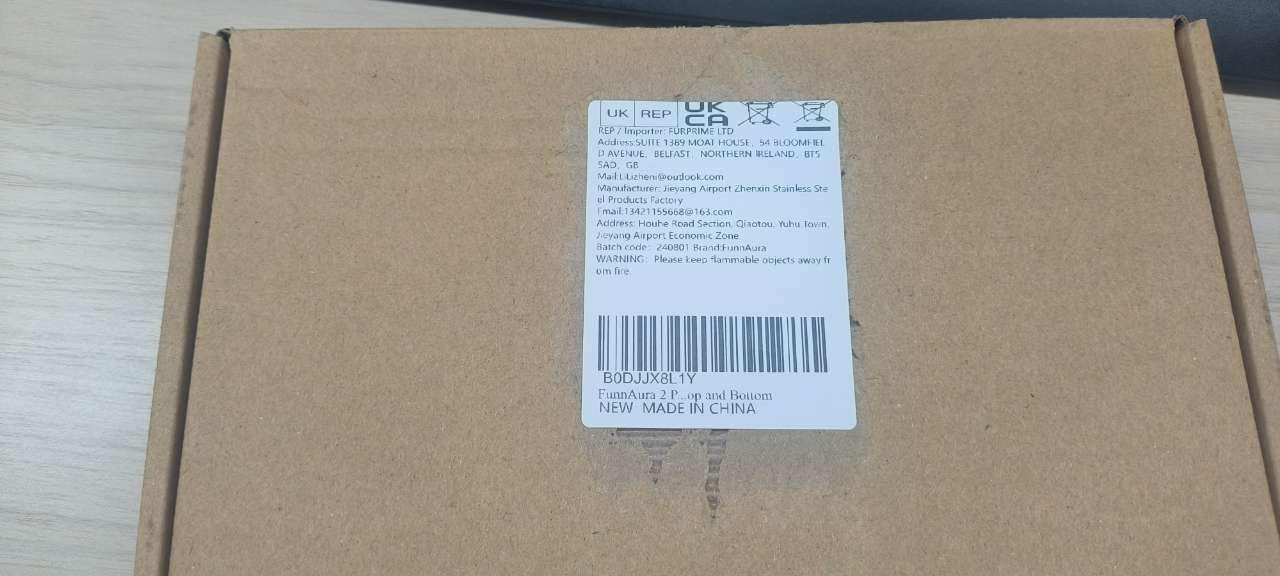 UK REP UK CA
REP / Importer: FURPRIME LTD
Address:SUITE 1389 MOAT HOUSE, 54 BLOOMFIEL
D AVENUE, BELFAST, NORTHERN IRELAND, BT5
5AD, GB
Manufacturer: Jieyang Airport Zhenxin Stainless Ste
el Products Factory
Email:13421155668@163.com
Address: Houhe Road Section, Qiaotou, Yuhu Town,
Jieyang Airport Economic Zone
Batch code: 240801 Brand:FunnAura
WARNING: Please keep flammable objects away fr
om fire.
B0DJJX8L1Y
FunnAura 2 P...op and Bottom
NEW MADE IN CHINA